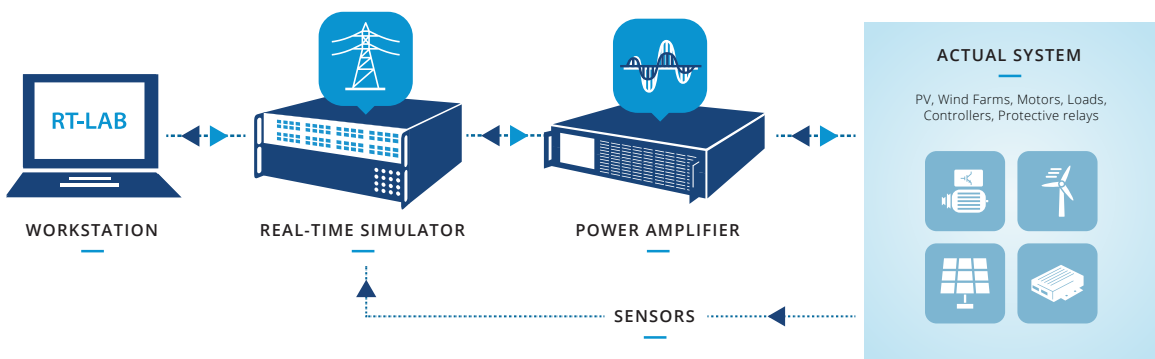 RT-LAB
WORKSTATION
REAL-TIME SIMULATOR
POWER AMPLIFIER
SENSORS
ACTUAL SYSTEM
PV, Wind Farms, Motors, Loads,
Controllers, Protective relays